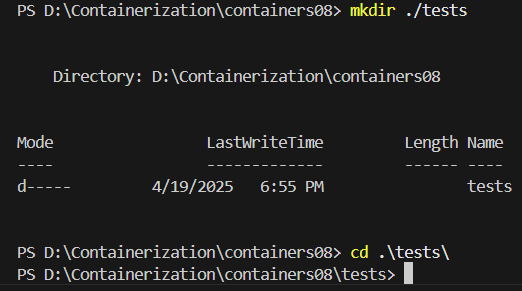 PS D:\Containerization\containers08> mkdir ./tests
Directory: D:\Containerization\containers08
Mode LastWriteTime Length Name
---- ------------- ------ ----
d----- 4/19/2025 6:55 PM tests
PS D:\Containerization\containers08> cd .\tests\
PS D:\Containerization\containers08\tests>